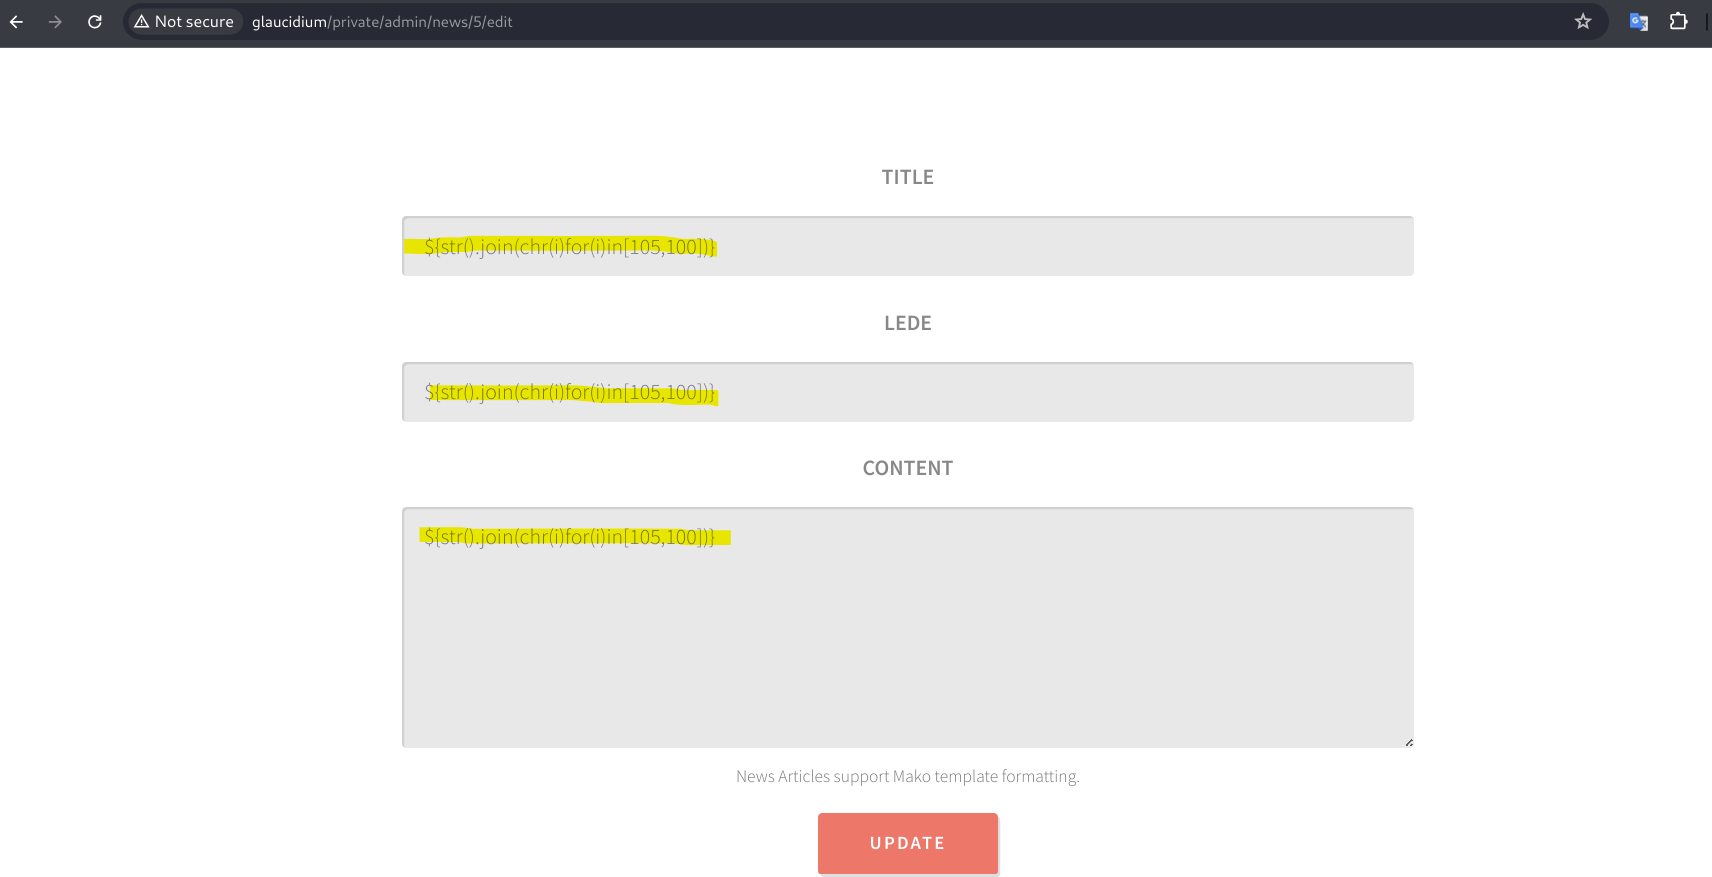 Not secure glaucidium/private/admin/news/5/edit
TITLE
${str().join(chr(i)for(i)in[105,100])}
LEDE
${str().join(chr(i)for(i)in[105,100])}
CONTENT
${str().join(chr(i)for(i)in[105,100])}
News Articles support Mako template formatting.
UPDATE